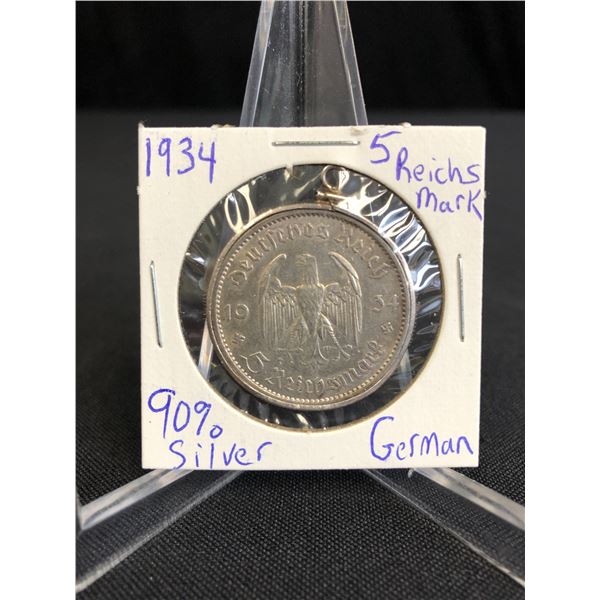 1934
5
Reichs
Mark
Deutsches Reich
19 34
5 Reichsmark
90%
Silver
German